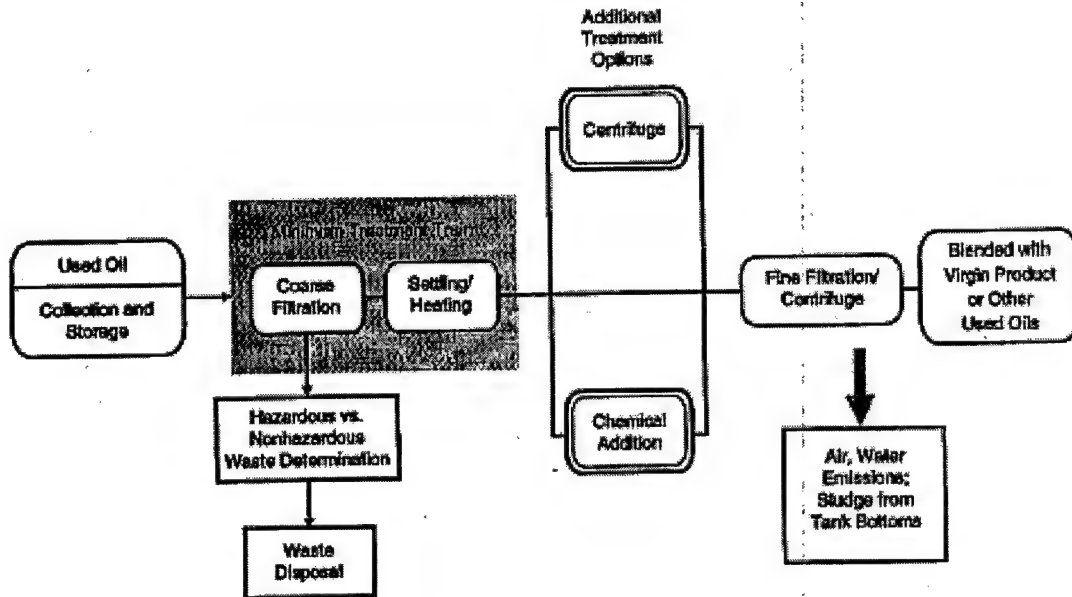 Additional
Treatment
Options
Centrifuge
Minimum Treatment Train
Used Oil
Collection and
Storage
Coarse
Filtration
Settling/
Heating
Fine Filtration/
Centrifuge
Blended with
Virgin Product
or Other
Used Oils
Hazardous vs.
Nonhazardous
Waste Determination
Chemical
Addition
Air, Water
Emissions;
Sludge from
Tank Bottoms
Waste
Disposal